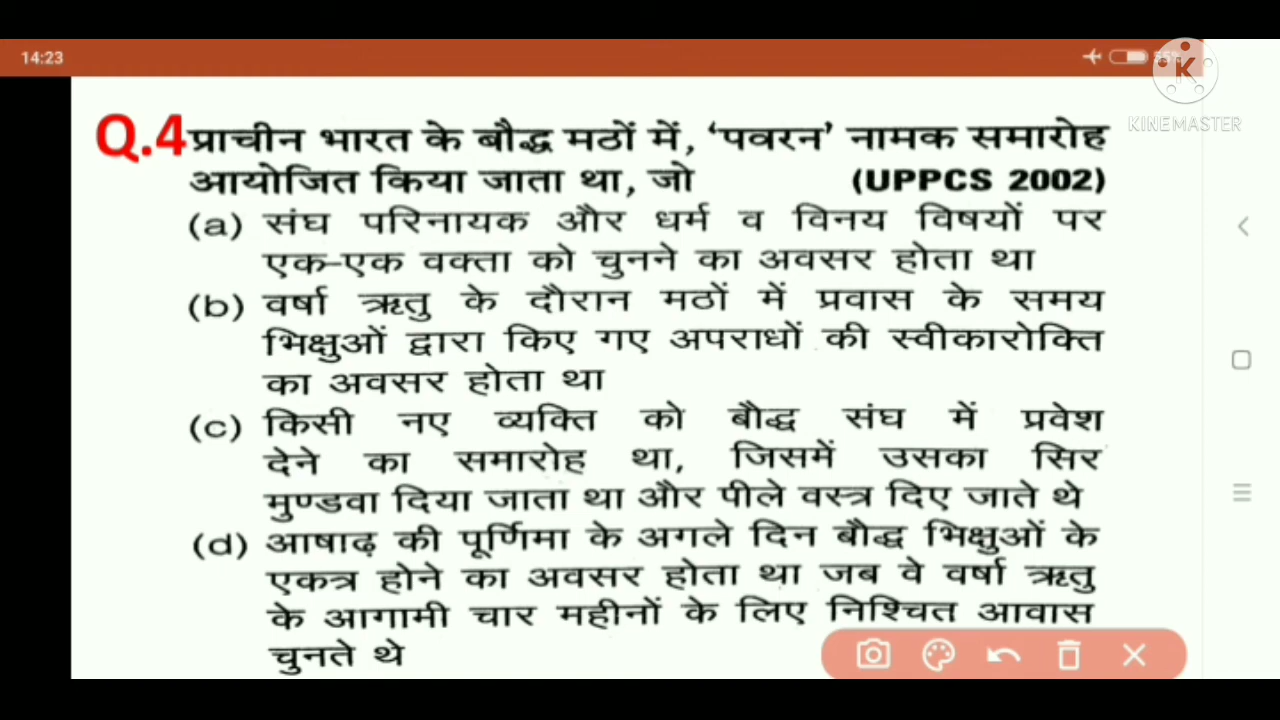 14:23
55%
K
KINEMASTER
Q.4 प्राचीन भारत के बौद्ध मठों में, ‘पवरन’ नामक समारोह
आयोजित किया जाता था, जो (UPPCS 2002)
(a) संघ परिनायक और धर्म व विनय विषयों पर
एक-एक वक्ता को चुनने का अवसर होता था
(b) वर्षा ऋतु के दौरान मठों में प्रवास के समय
भिक्षुओं द्वारा किए गए अपराधों की स्वीकारोक्ति
का अवसर होता था
(c) किसी नए व्यक्ति को बौद्ध संघ में प्रवेश
देने का समारोह था, जिसमें उसका सिर
मुण्डवा दिया जाता था और पीले वस्त्र दिए जाते थे
(d) आषाढ़ की पूर्णिमा के अगले दिन बौद्ध भिक्षुओं के
एकत्र होने का अवसर होता था जब वे वर्षा ऋतु
के आगामी चार महीनों के लिए निश्चित आवास
चुनते थे